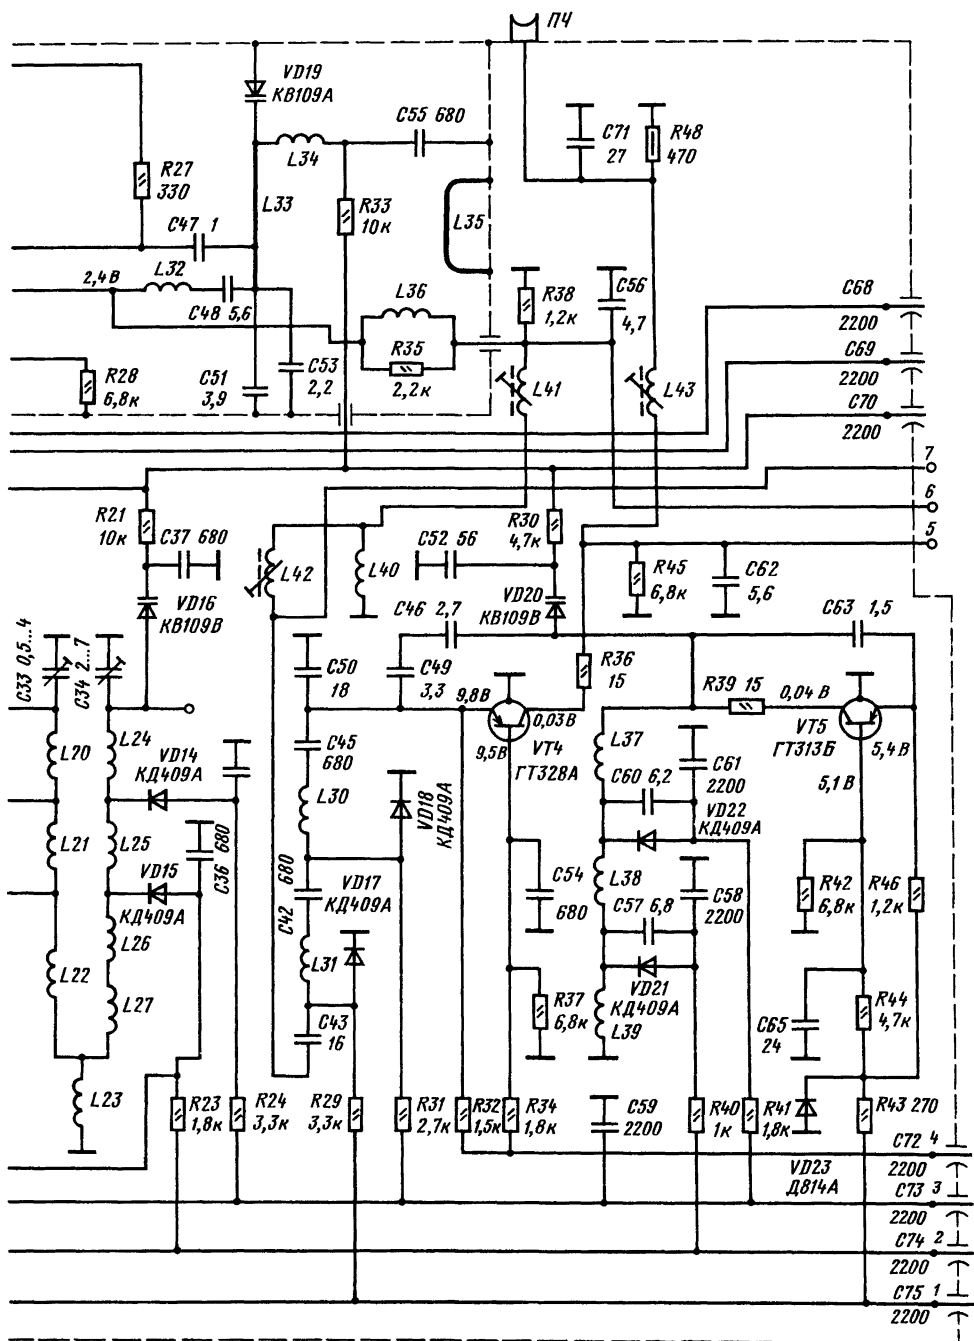 ПЧ
VD19
КВ109А
C55 680
C71
27
R48
470
L34
R27
330
L33
R33
10к
L35
C47 1
2,4 В
L32
C48 5,6
L36
R38
1,2к
C56
4,7
C68
2200
R35
2,2к
C53
2,2
C51
3,9
R28
6,8к
L41
L43
C69
2200
C70
2200
7
6
5
R21
10к
C37 680
C52 56
R30
4,7к
L42
L40
VD16
КВ109В
C46 2,7
VD20
КВ109В
R45
6,8к
C62
5,6
C63 1,5
C33 0,5...4
C34 2...7
C50
18
C49
3,3
R36
15
9,8 В
0,03 В
9,5 В
VT4
ГТ328А
R39 15
0,04 В
VT5
ГТ313Б
5,4 В
5,1 В
L20
L24
VD14
КД409А
C45
680
L30
VD18
КД409А
L37
C60 6,2
C61
2200
VD22
КД409А
L21
L25
VD15
КД409А
C36 680
C42 680
VD17
КД409А
C54
680
L38
C57 6,8
C58
2200
R42
6,8к
R46
1,2к
L26
L22
L27
L31
C43
16
R37
6,8к
VD21
КД409А
L39
C65
24
R44
4,7к
L23
R23
1,8к
R24
3,3к
R29
3,3к
R31
2,7к
R32
1,5к
R34
1,8к
C59
2200
R40
1к
R41
1,8к
R43 270
VD23
Д814А
C72 4
2200
C73 3
2200
C74 2
2200
C75 1
2200